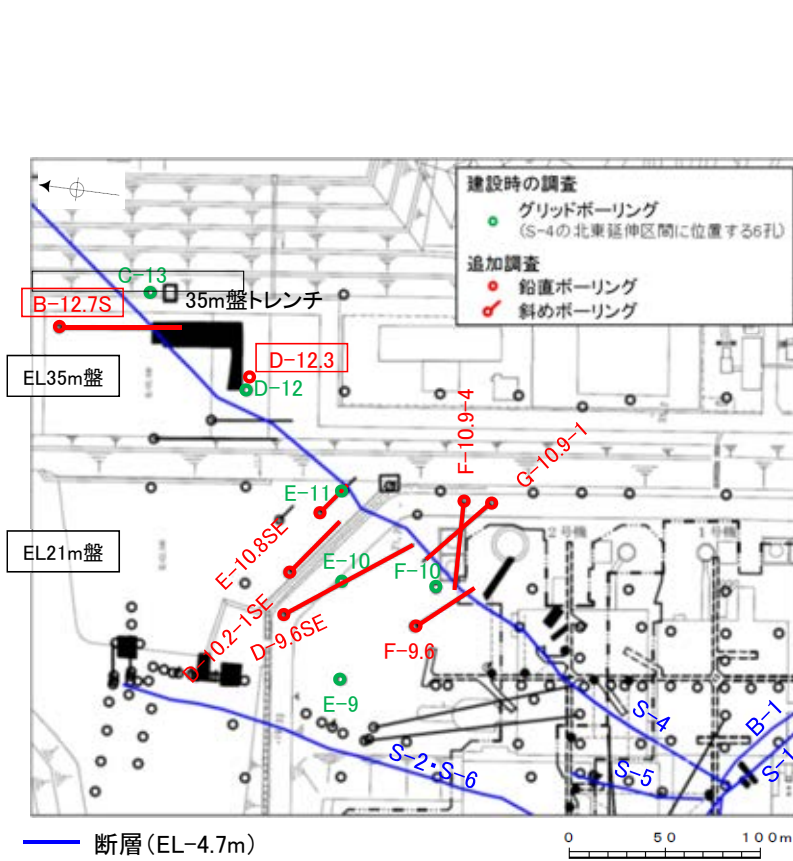 建設時の調査
グリッドボーリング
(S-4の北東延伸区間に位置する6孔)
追加調査
鉛直ボーリング
斜めボーリング
C-13
35m盤トレンチ
B-12.7S
D-12.3
EL35m盤
D-12
F-10.9-4
G-10.9-1
E-11
EL21m盤
E-10.8SE
E-10
F-10
2号機
1号機
D-10.2-1SE
D-9.6SE
F-9.6
E-9
S-4
B-1
S-2・S-6
S-5
S-1
断層(EL-4.7m)
0 50 100m